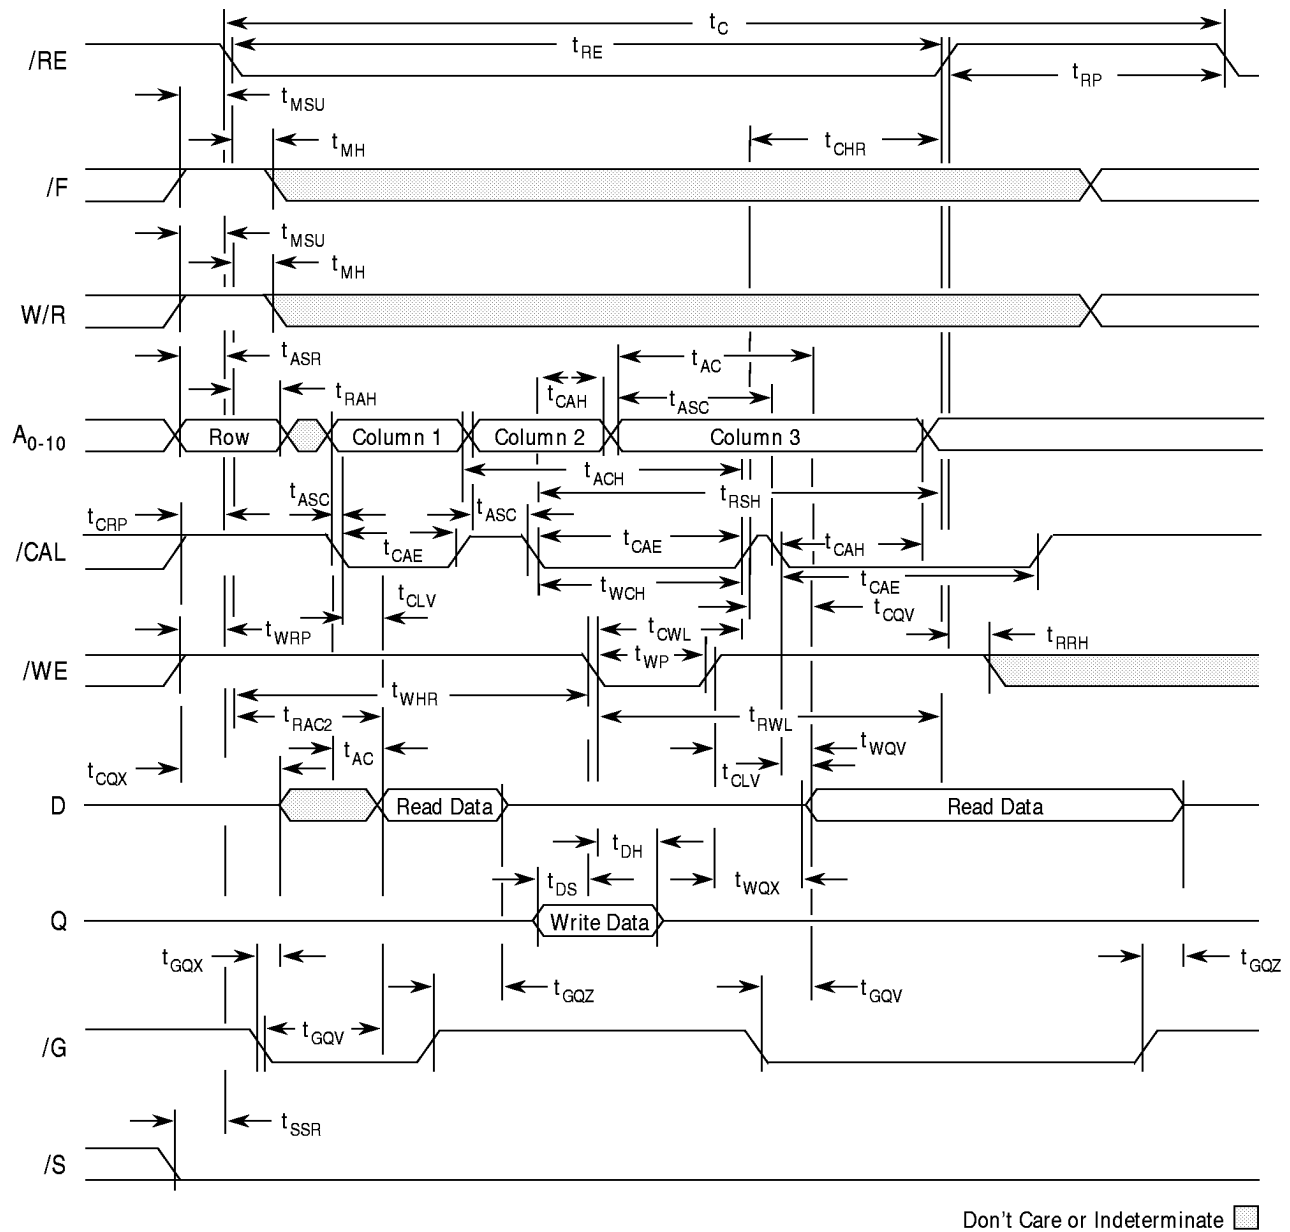 tC
/RE
tRE
tRP
tMSU
tMH
tCHR
/F
tMSU
tMH
W/R
tASR
tAC
tRAH
tCAH
tASC
A0-10
Row
Column 1
Column 2
Column 3
tACH
tASC
tRSH
tCRP
tASC
/CAL
tCAE
tCAE
tCAH
tWCH
tCAE
tCLV
tCQV
tWRP
tCWL
tRRH
/WE
tWP
tWHR
tRAC2
tRWL
tAC
tWQV
tCQX
tCLV
D
Read Data
Read Data
tDH
tDS
tWQX
Q
Write Data
tGQX
tGQZ
tGQZ
tGQV
/G
tGQV
tSSR
/S
Don't Care or Indeterminate